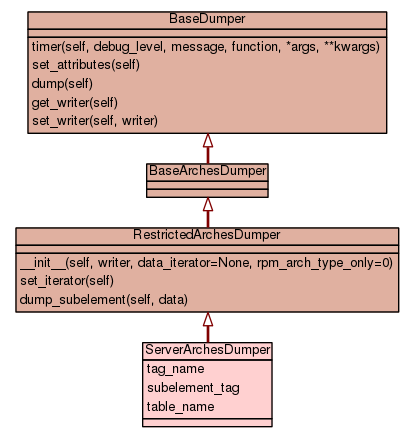 BaseDumper
timer(self, debug_level, message, function, *args, **kwargs)
set_attributes(self)
dump(self)
get_writer(self)
set_writer(self, writer)
BaseArchesDumper
RestrictedArchesDumper
__init__(self, writer, data_iterator=None, rpm_arch_type_only=0)
set_iterator(self)
dump_subelement(self, data)
ServerArchesDumper
tag_name
subelement_tag
table_name